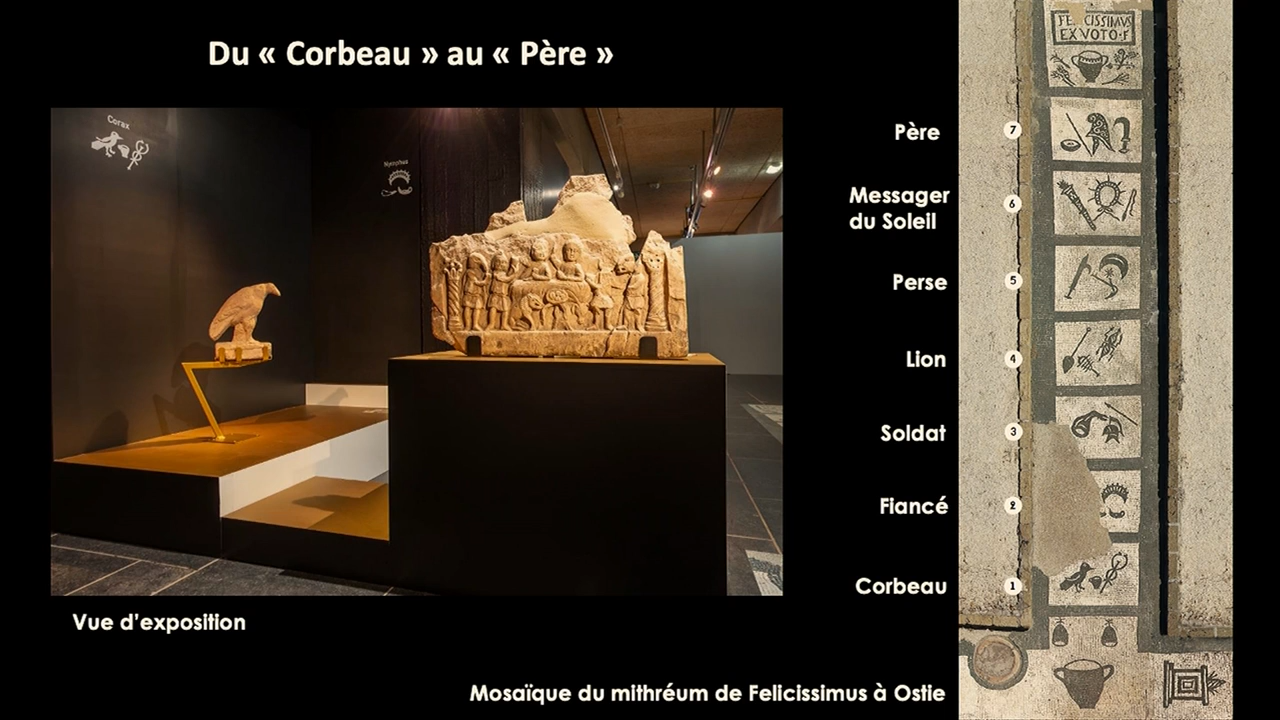 Du « Corbeau » au « Père »
Corax
Nymphus
Vue d'exposition
FELICISSIMVS
EX VOTO·F
Père
7
Messager
du Soleil
6
Perse
5
Lion
4
Soldat
3
Fiancé
2
Corbeau
1
Mosaïque du mithréum de Felicissimus à Ostie